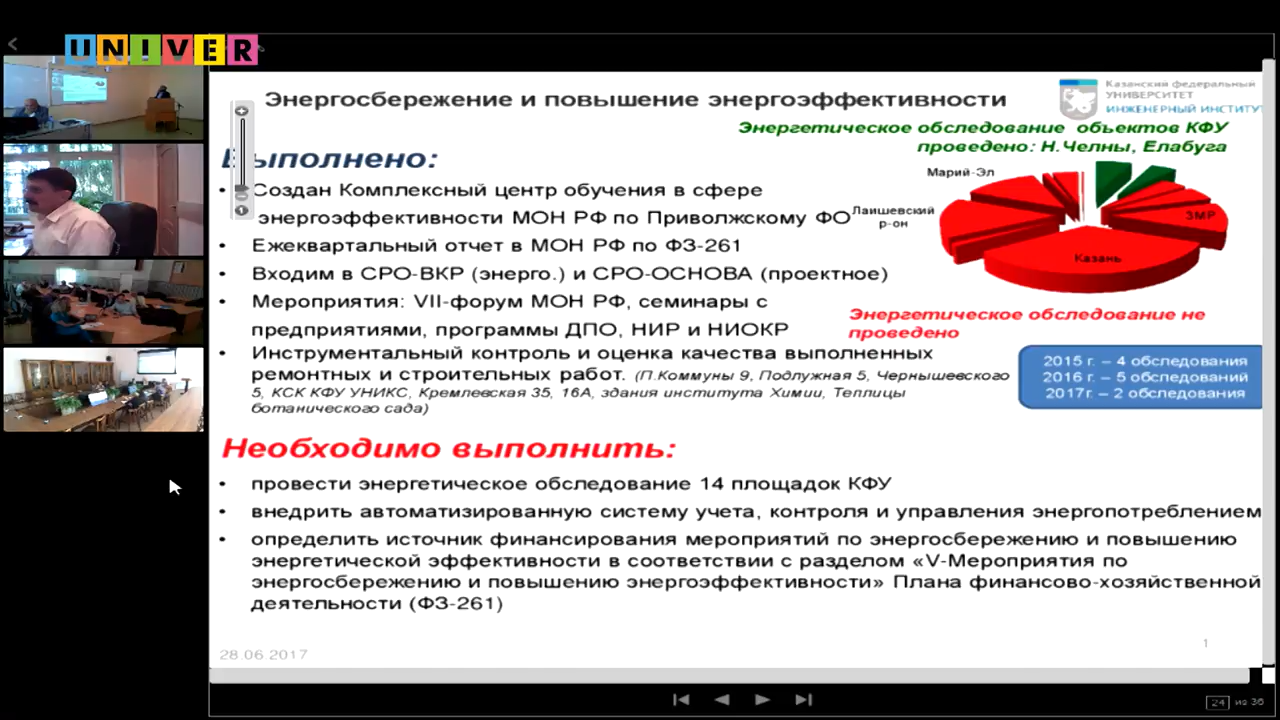 UNIVER
Энергосбережение и повышение энергоэффективности
Казанский федеральный
УНИВЕРСИТЕТ
ИНЖЕНЕРНЫЙ ИНСТИТУТ
Энергетическое обследование объектов КФУ
проведено: Н.Челны, Елабуга
Выполнено:
• Создан Комплексный центр обучения в сфере
энергоэффективности МОН РФ по Приволжскому ФО
• Ежеквартальный отчет в МОН РФ по ФЗ-261
• Входим в СРО-ВКР (энерго.) и СРО-ОСНОВА (проектное)
• Мероприятия: VII-форум МОН РФ, семинары с
предприятиями, программы ДПО, НИР и НИОКР
• Инструментальный контроль и оценка качества выполненных
ремонтных и строительных работ. (П.Коммуны 9, Подлужная 5, Чернышевского
5, КСК КФУ УНИКС, Кремлевская 35, 16А, здания института Химии, Теплицы
ботанического сада)
Марий-Эл
Лаишевский
р-он
ЗМР
Казань
Энергетическое обследование не
проведено
2015 г. – 4 обследования
2016 г. – 5 обследований
2017г. – 2 обследования
Необходимо выполнить:
• провести энергетическое обследование 14 площадок КФУ
• внедрить автоматизированную систему учета, контроля и управления энергопотреблением
• определить источник финансирования мероприятий по энергосбережению и повышению
энергетической эффективности в соответствии с разделом «V-Мероприятия по
энергосбережению и повышению энергоэффективности» Плана финансово-хозяйственной
деятельности (ФЗ-261)
28.06.2017
1
24 из 36